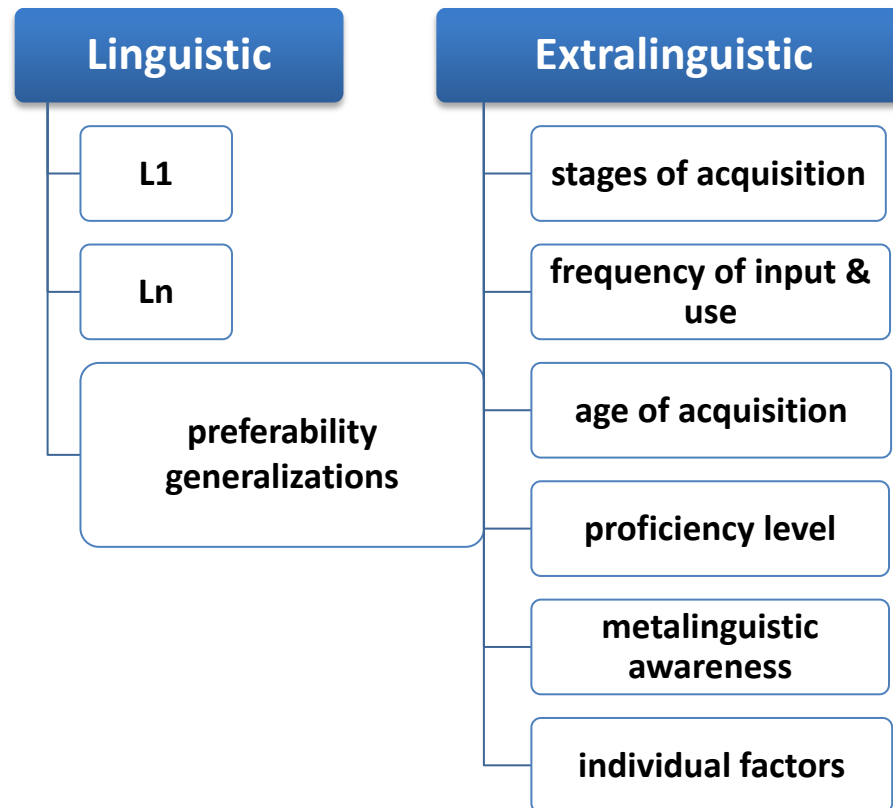 Linguistic
L1
Ln
preferability
generalizations
Extralinguistic
stages of acquisition
frequency of input &
use
age of acquisition
proficiency level
metalinguistic
awareness
individual factors